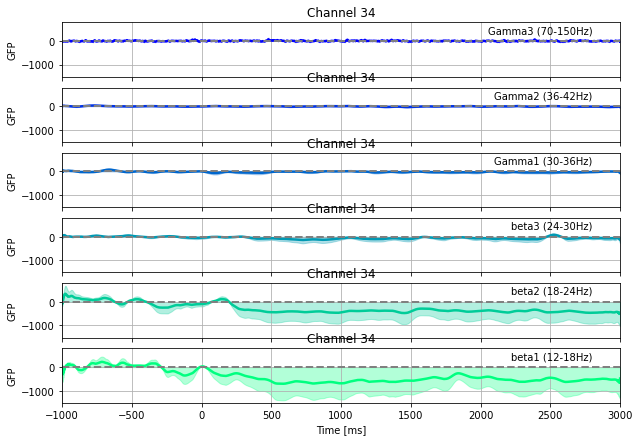 Channel 34
GFP
0
−1000
Gamma3 (70-150Hz)
Channel 34
GFP
0
−1000
Gamma2 (36-42Hz)
Channel 34
GFP
0
−1000
Gamma1 (30-36Hz)
Channel 34
GFP
0
−1000
beta3 (24-30Hz)
Channel 34
GFP
0
−1000
beta2 (18-24Hz)
Channel 34
GFP
0
−1000
beta1 (12-18Hz)
−1000 −500 0 500 1000 1500 2000 2500 3000
Time [ms]